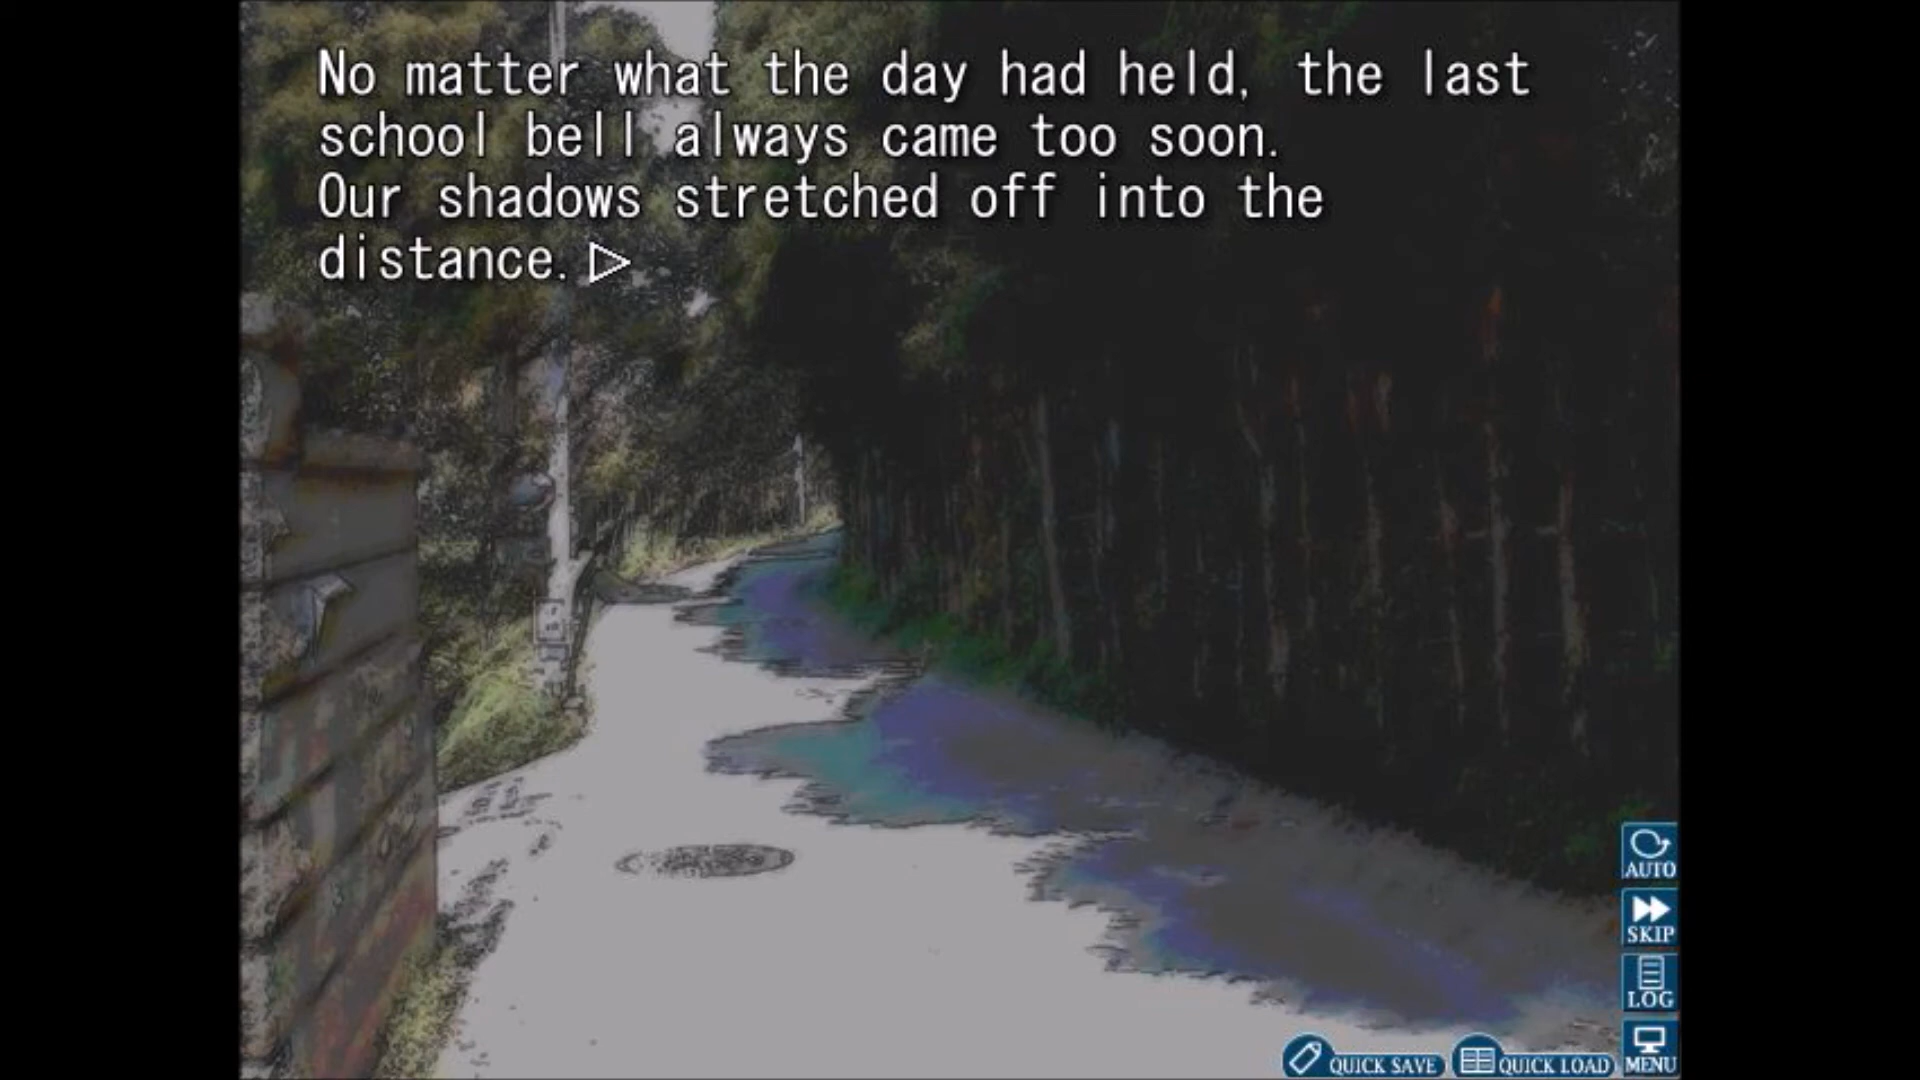 No matter what the day had held, the last
school bell always came too soon.
Our shadows stretched off into the
distance.
AUTO
SKIP
LOG
MENU
QUICK SAVE
QUICK LOAD